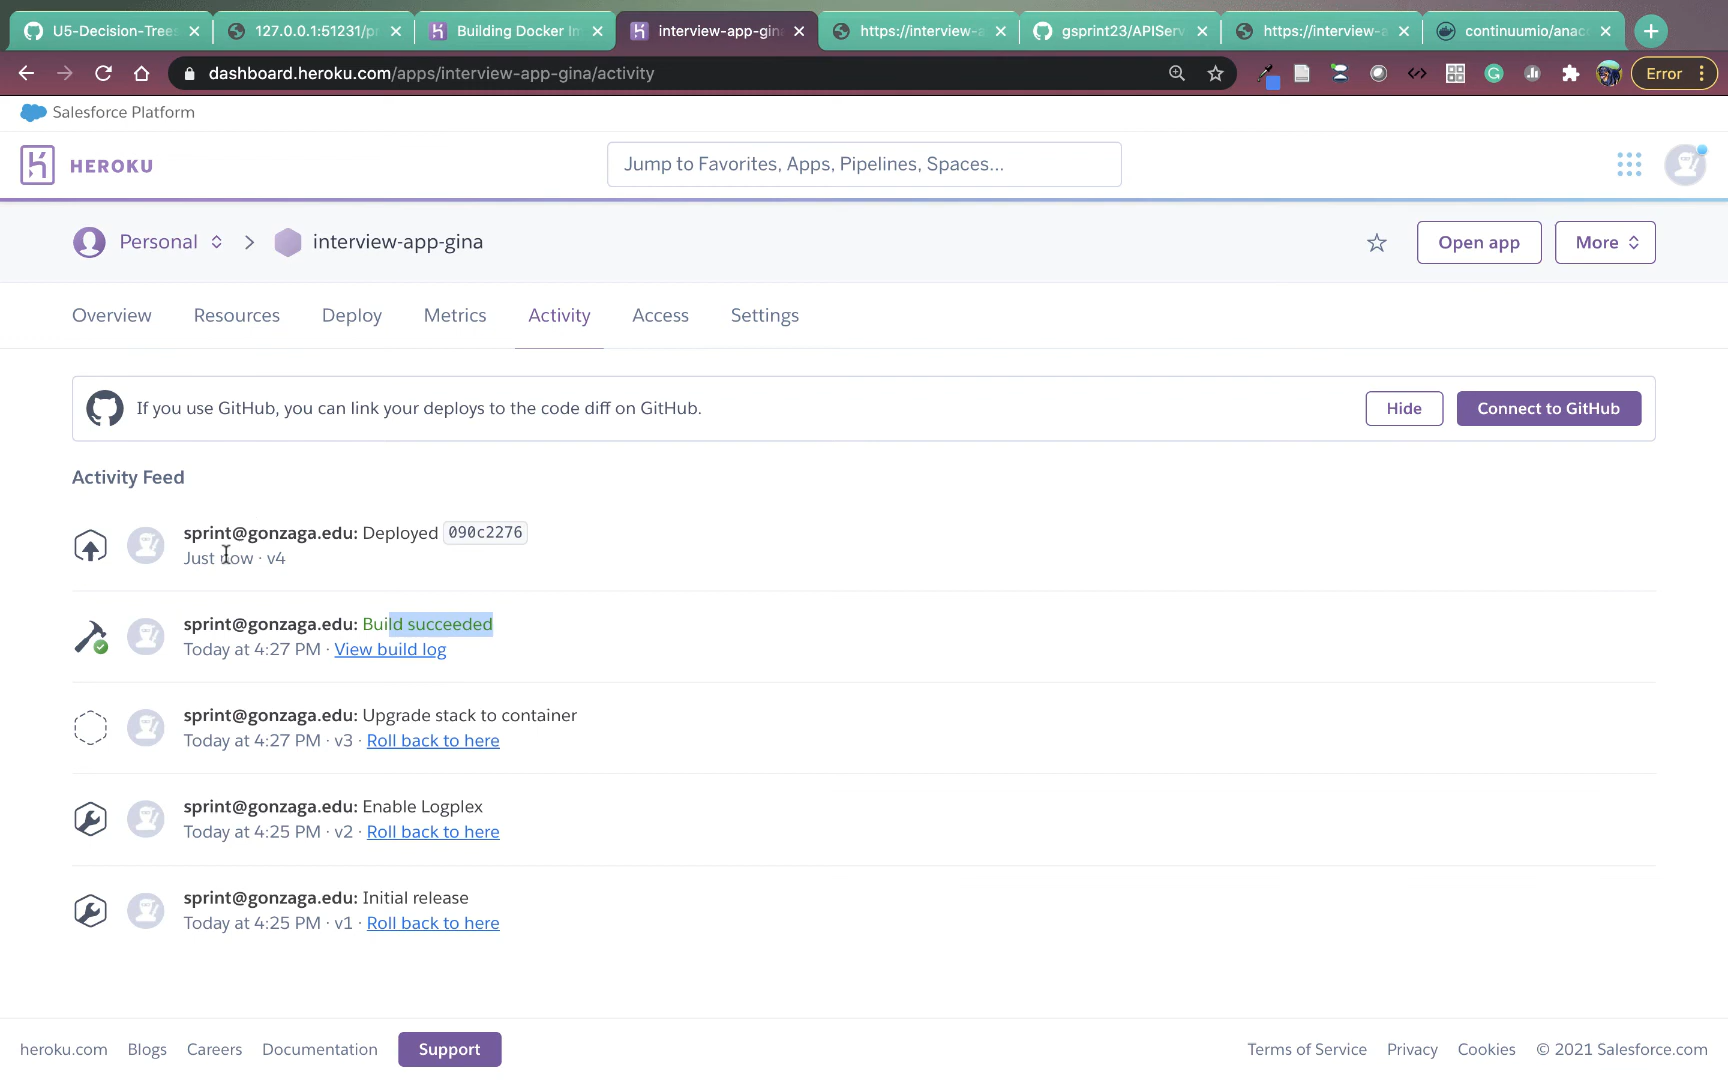 U5-Decision-Trees
127.0.0.1:51231/pr
Building Docker Im
interview-app-gina
https://interview-a
gsprint23/APIServ
https://interview-a
continuumio/anaco
dashboard.heroku.com/apps/interview-app-gina/activity
Error
Salesforce Platform
HEROKU
Jump to Favorites, Apps, Pipelines, Spaces...
Personal
interview-app-gina
Open app
More
Overview
Resources
Deploy
Metrics
Activity
Access
Settings
If you use GitHub, you can link your deploys to the code diff on GitHub.
Hide
Connect to GitHub
Activity Feed
sprint@gonzaga.edu: Deployed 090c2276
Just now · v4
sprint@gonzaga.edu: Build succeeded
Today at 4:27 PM · View build log
sprint@gonzaga.edu: Upgrade stack to container
Today at 4:27 PM · v3 · Roll back to here
sprint@gonzaga.edu: Enable Logplex
Today at 4:25 PM · v2 · Roll back to here
sprint@gonzaga.edu: Initial release
Today at 4:25 PM · v1 · Roll back to here
heroku.com
Blogs
Careers
Documentation
Support
Terms of Service
Privacy
Cookies
© 2021 Salesforce.com